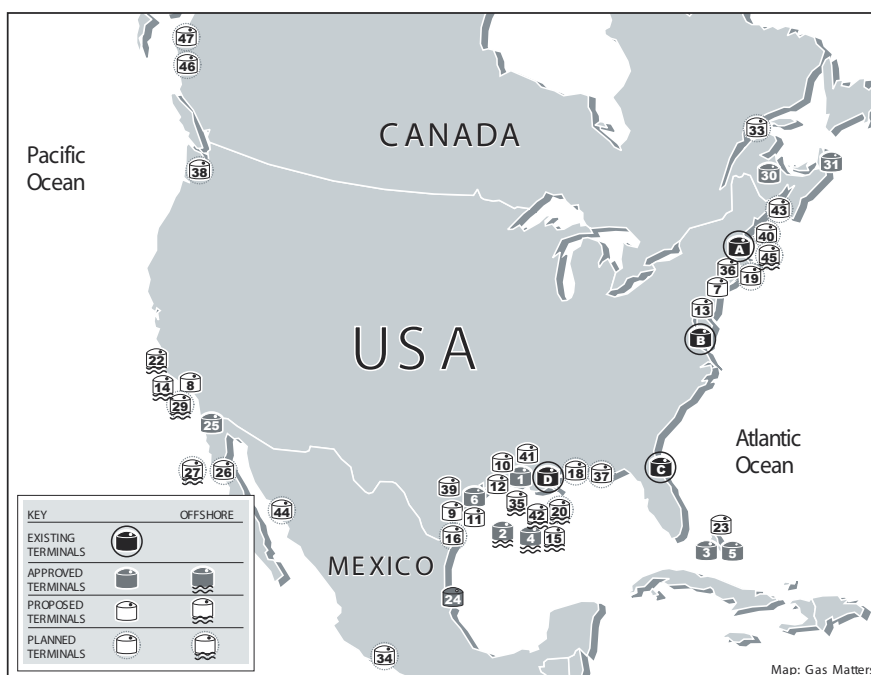 47
46
CANADA
33
Pacific
Ocean
38
30
31
43
40
A
45
36
19
7
13
B
USA
22
14
8
29
25
Atlantic
Ocean
27
26
41
10
D
18
37
C
1
12
39
6
35
44
9
11
42
20
16
2
4
15
23
3
5
MEXICO
24
34
KEY
OFFSHORE
EXISTING
TERMINALS
APPROVED
TERMINALS
PROPOSED
TERMINALS
PLANNED
TERMINALS
Map: Gas Matters